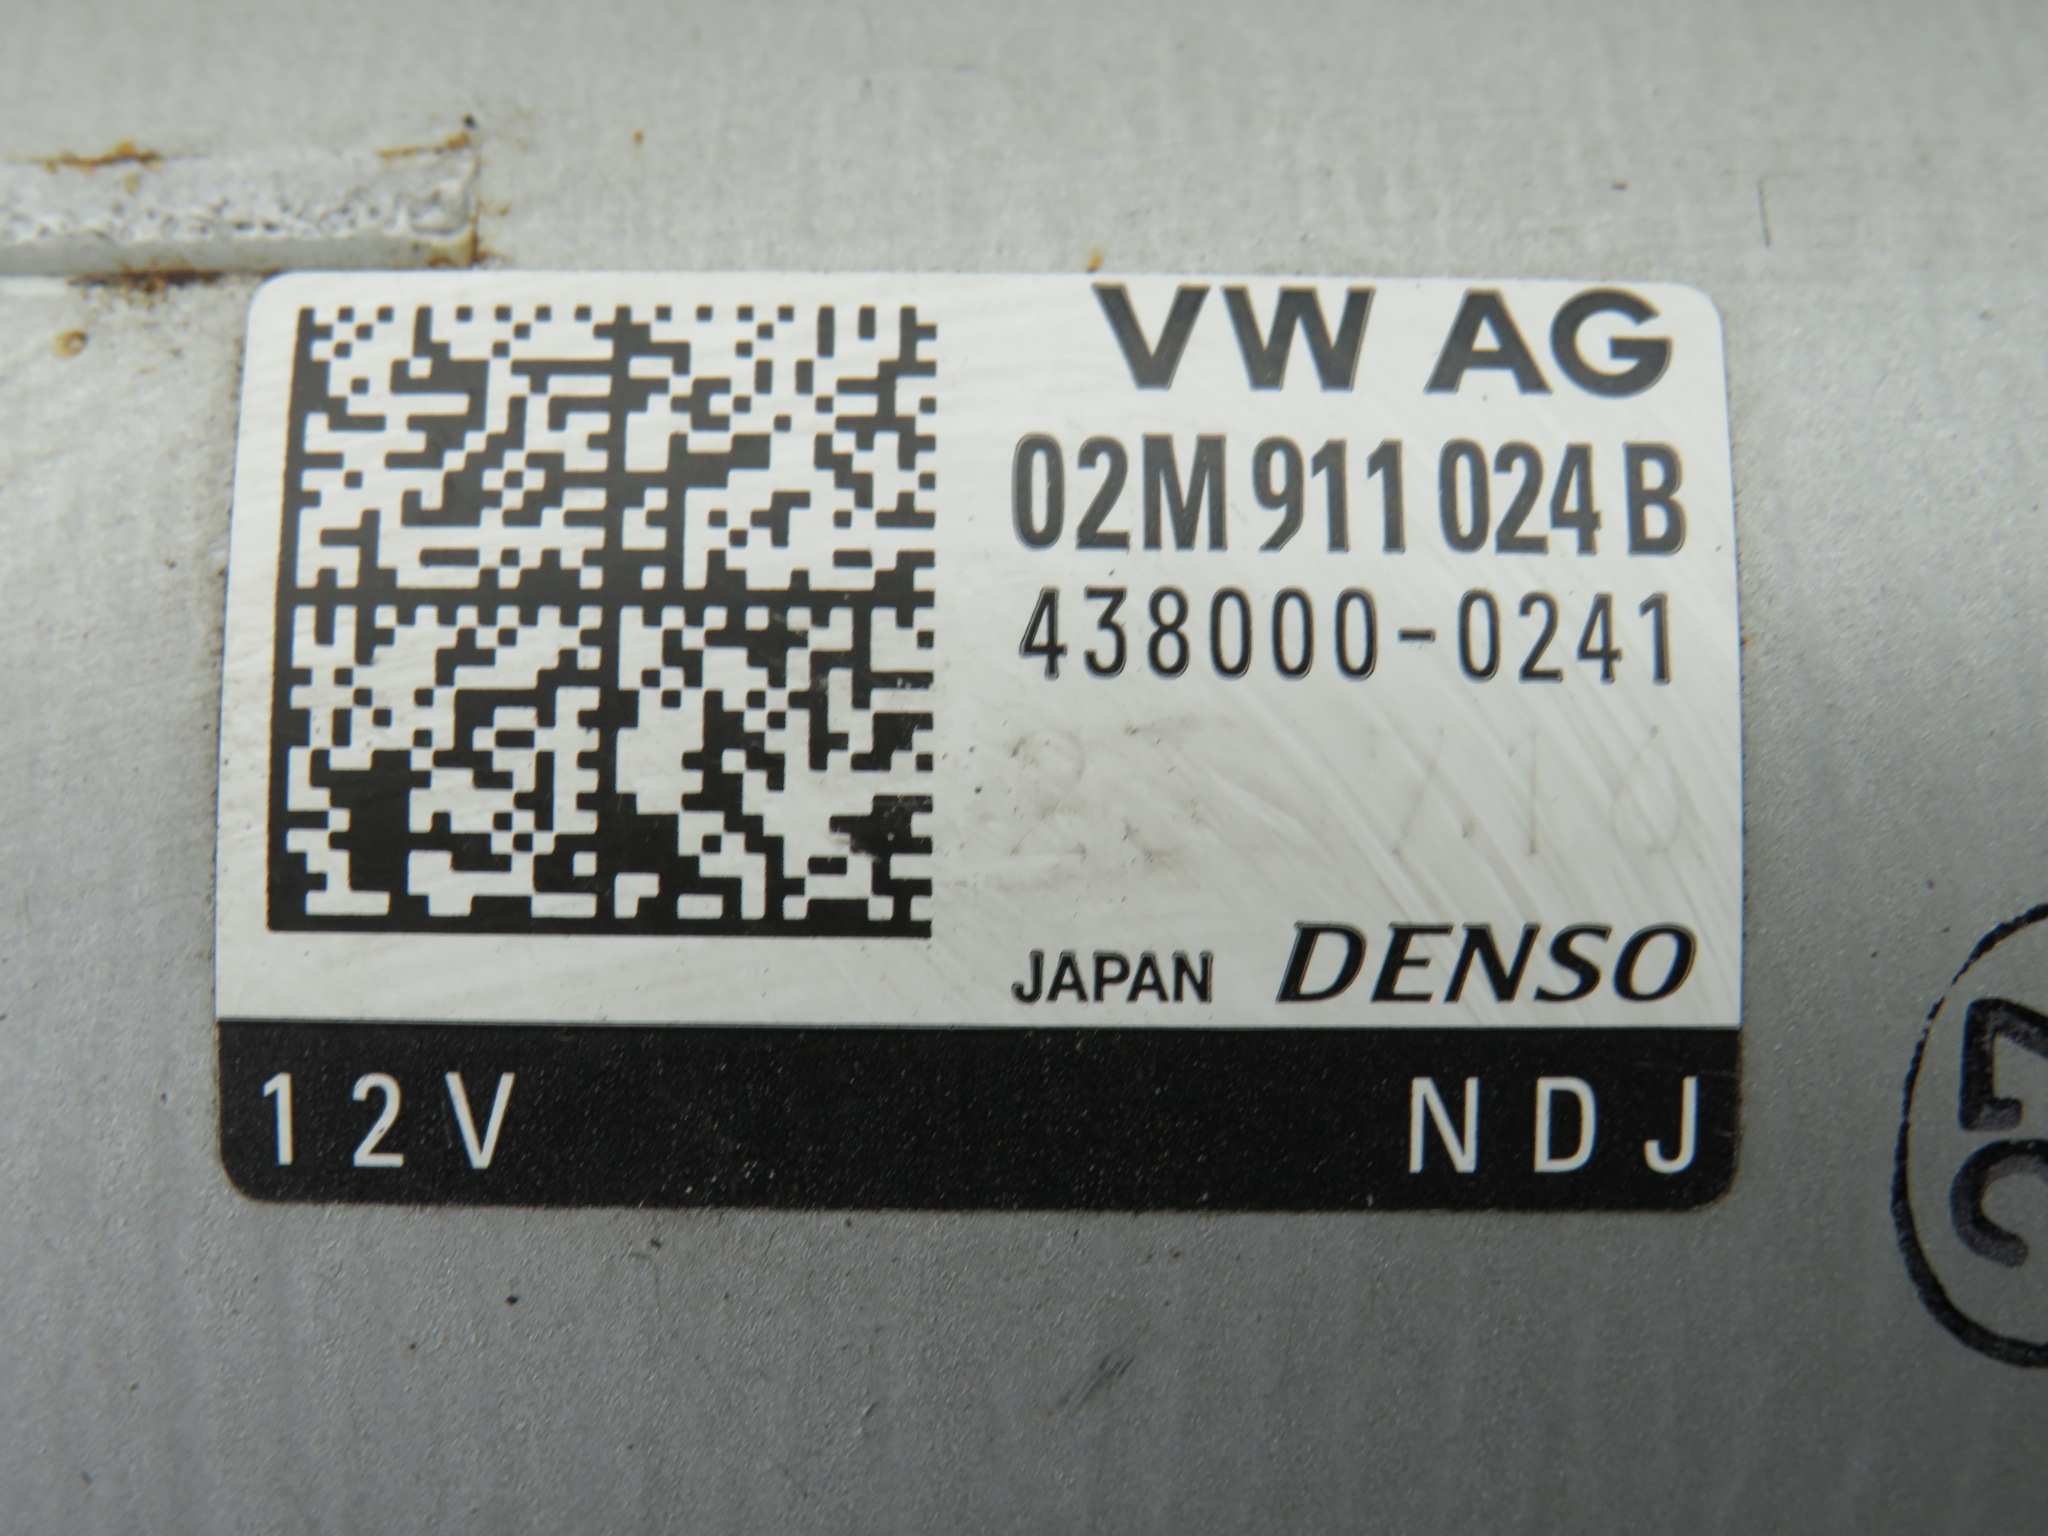 VW AG
02M 911 024 B
438000-0241
JAPAN DENSO
12V NDJ